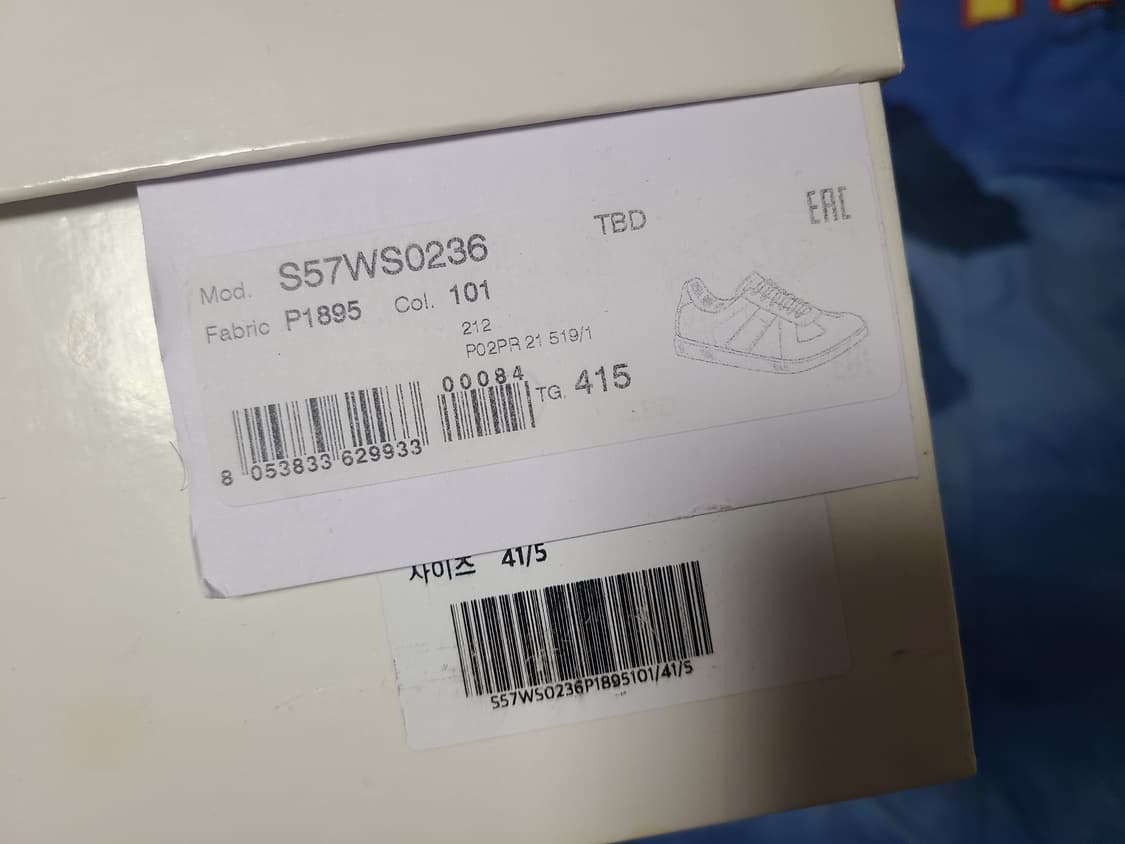 TBD
EAC
Mod. S57WS0236
Fabric P1895 Col. 101
212
P02PR 21 519/1
00084
TG. 415
8 053833 629933
사이즈 41/5
S57WS0236P1895101/41/5